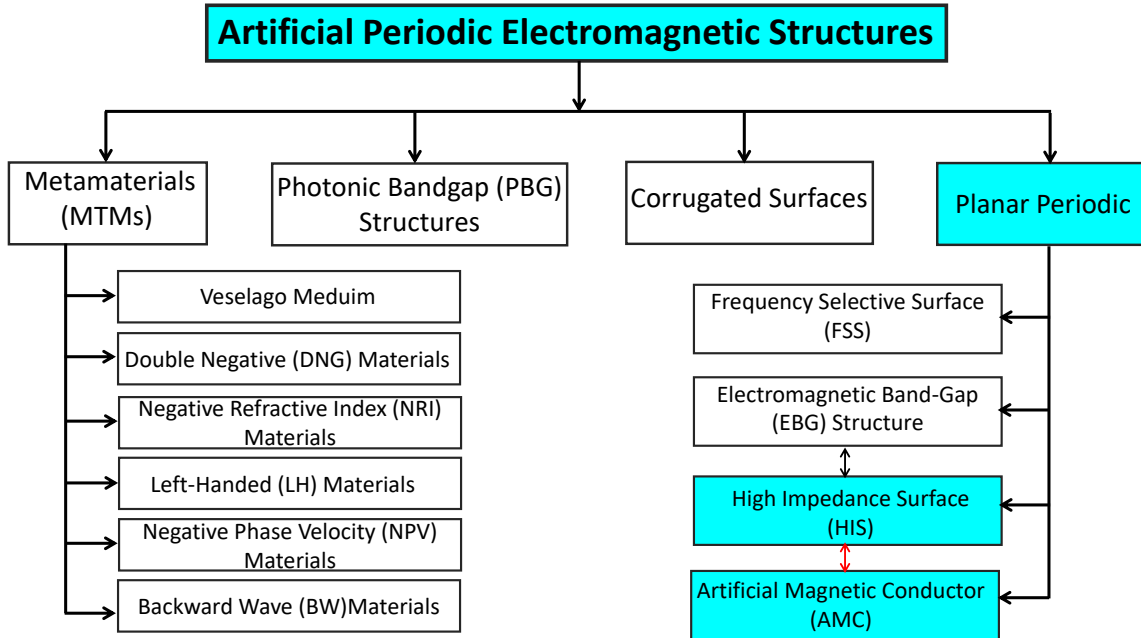 Artificial Periodic Electromagnetic Structures
Metamaterials
(MTMs)
Photonic Bandgap (PBG)
Structures
Corrugated Surfaces
Planar Periodic
Veselago Meduim
Double Negative (DNG) Materials
Negative Refractive Index (NRI)
Materials
Left-Handed (LH) Materials
Negative Phase Velocity (NPV)
Materials
Backward Wave (BW)Materials
Frequency Selective Surface
(FSS)
Electromagnetic Band-Gap
(EBG) Structure
High Impedance Surface
(HIS)
Artificial Magnetic Conductor
(AMC)